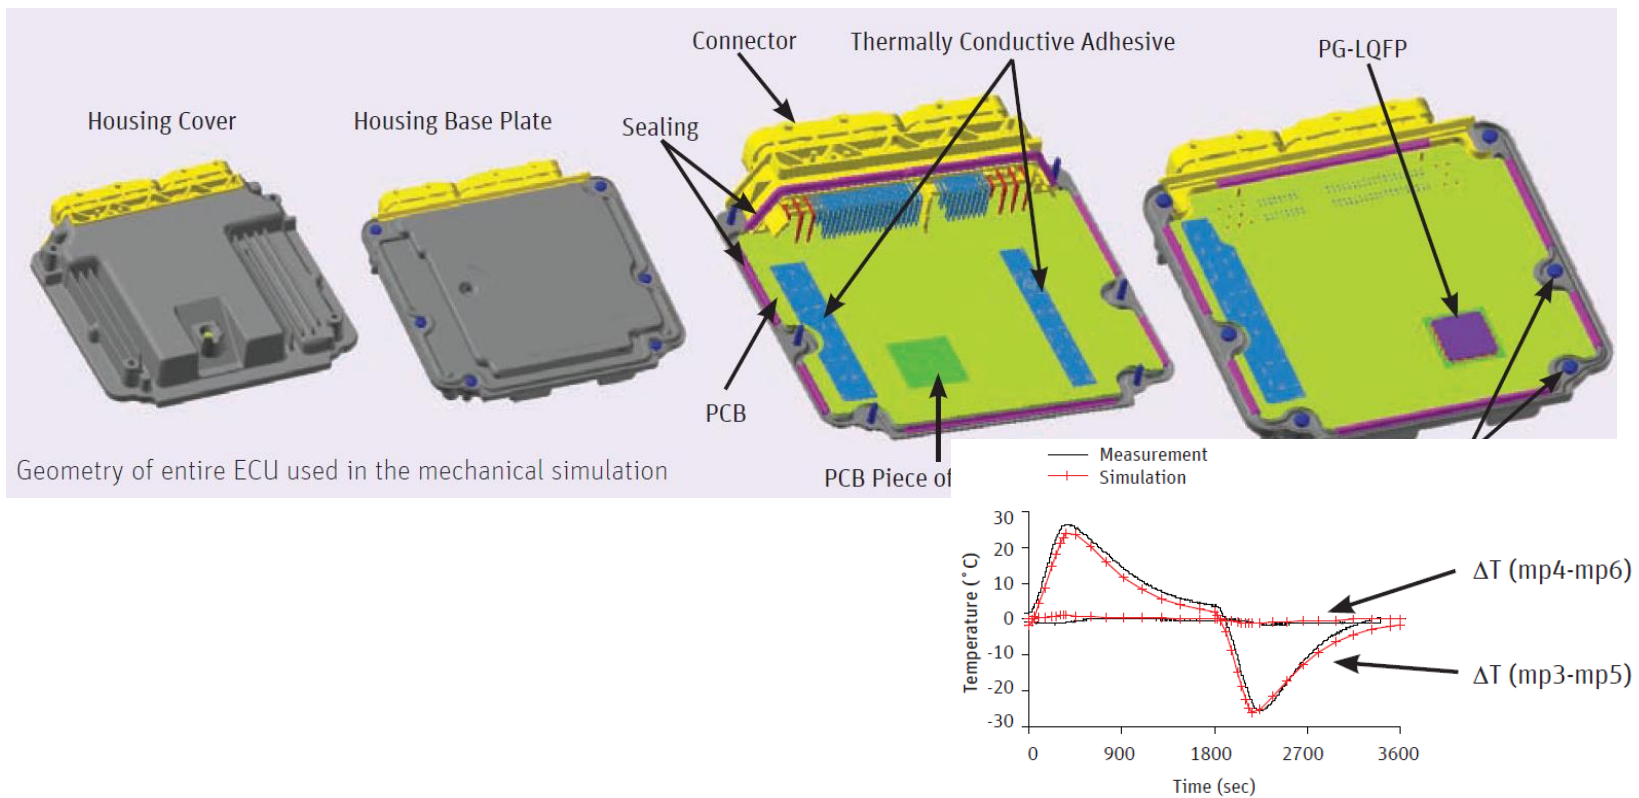 Connector
Thermally Conductive Adhesive
PG-LQFP
Housing Cover
Housing Base Plate
Sealing
PCB
Geometry of entire ECU used in the mechanical simulation
PCB Piece of
Measurement
Simulation
30
20
10
0
-10
-20
-30
Temperature (˚C)
0 900 1800 2700 3600
Time (sec)
ΔT (mp4-mp6)
ΔT (mp3-mp5)